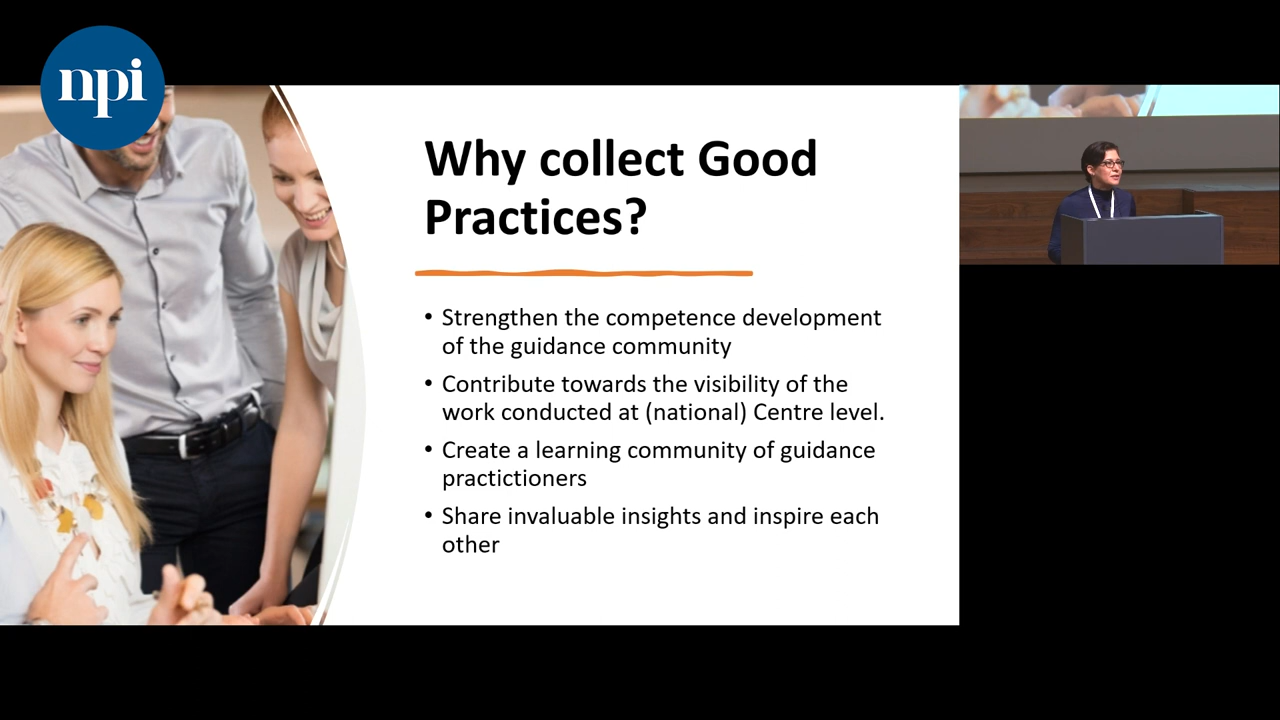 npi
Why collect Good
Practices?
• Strengthen the competence development
of the guidance community
• Contribute towards the visibility of the
work conducted at (national) Centre level.
• Create a learning community of guidance
practictioners
• Share invaluable insights and inspire each
other